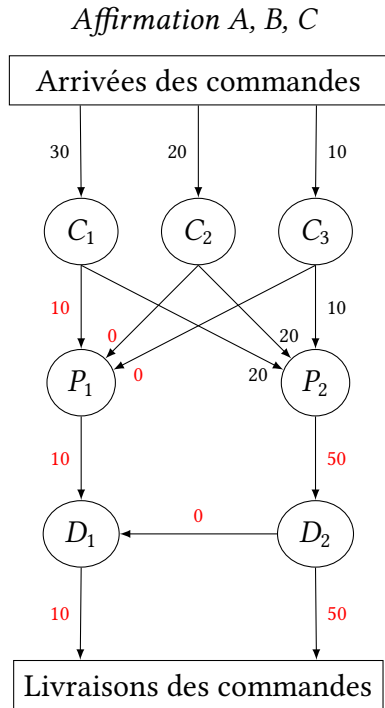 Affirmation A, B, C
Arrivées des commandes
30 20 10
C₁ C₂ C₃
10 0 0 20 20 10
P₁ P₂
10 50
0
D₁ D₂
10 50
Livraisons des commandes